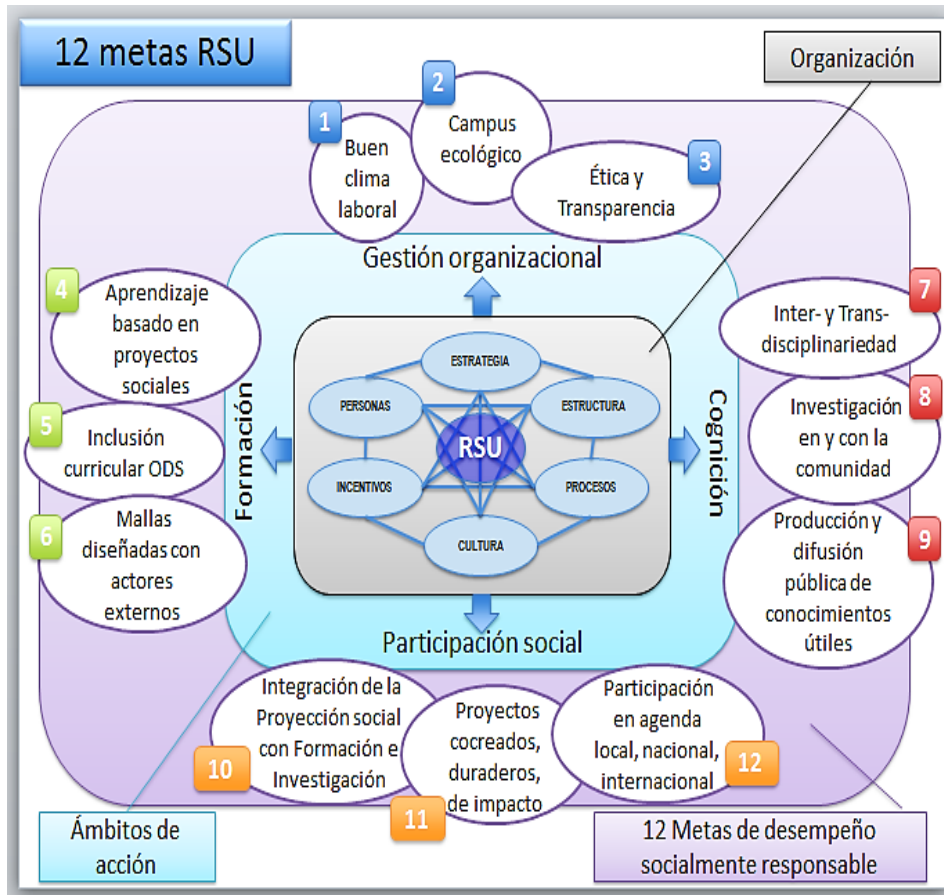 12 metas RSU
Organización
1
Buen
clima
laboral
2
Campus
ecológico
3
Ética y
Transparencia
Gestión organizacional
4
Aprendizaje
basado en
proyectos
sociales
5
Inclusión
curricular ODS
6
Mallas
diseñadas con
actores
externos
Formación
ESTRATEGIA
PERSONAS
ESTRUCTURA
RSU
INCENTIVOS
PROCESOS
CULTURA
Cognición
7
Inter- y Trans-
disciplinariedad
8
Investigación
en y con la
comunidad
9
Producción y
difusión
pública de
conocimientos
útiles
Participación social
Integración de la
Proyección social
con Formación e
Investigación
10
Proyectos
cocreados,
duraderos,
de impacto
11
Participación
en agenda
local, nacional,
internacional
12
Ámbitos de
acción
12 Metas de desempeño
socialmente responsable